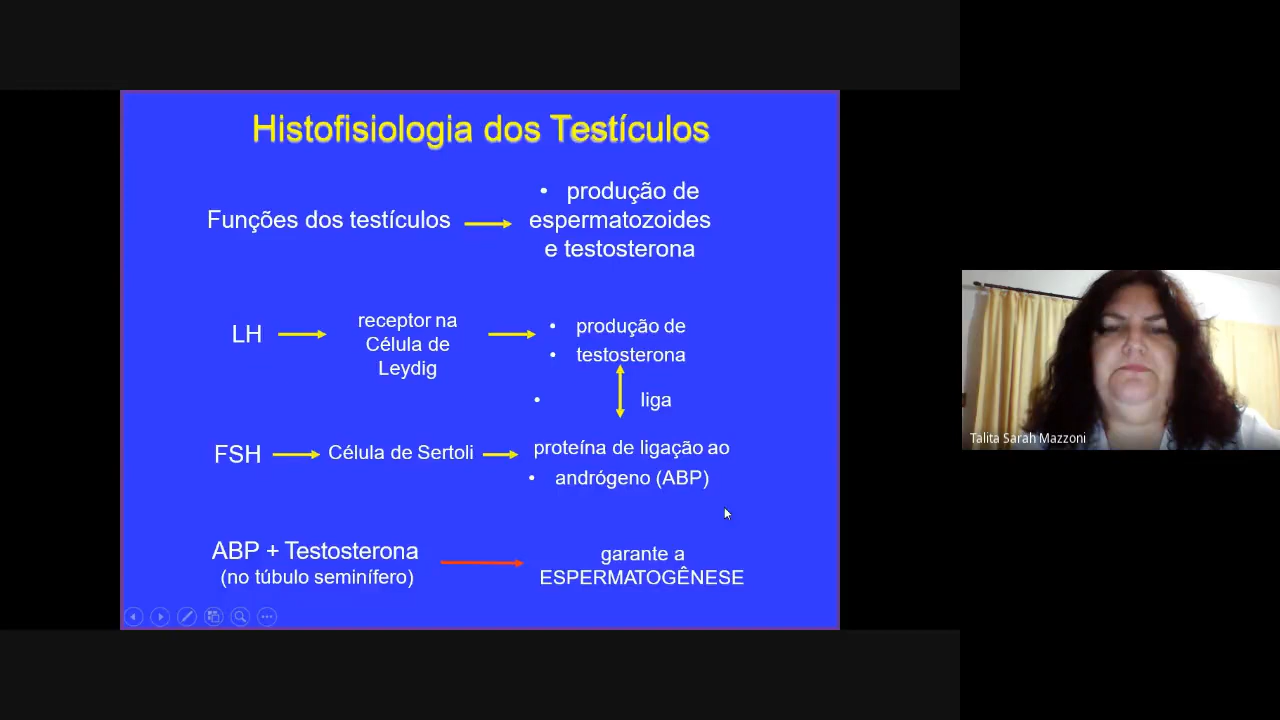 Histofisiologia dos Testículos
• produção de
Funções dos testículos
espermatozoides
e testosterona
LH
receptor na
Célula de
Leydig
• produção de
• testosterona
• liga
FSH
Célula de Sertoli
proteína de ligação ao
• andrógeno (ABP)
ABP + Testosterona
(no túbulo seminífero)
garante a
ESPERMATOGÊNESE
Talita Sarah Mazzoni